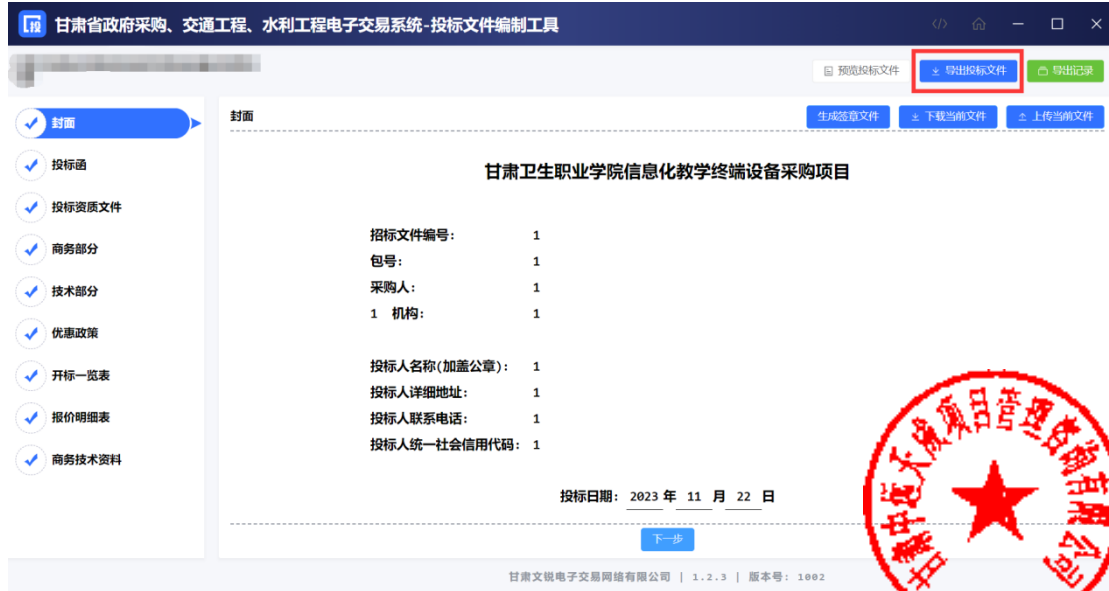 投 甘肃省政府采购、交通工程、水利工程电子交易系统-投标文件编制工具
预览投标文件 导出投标文件 导出记录
封面
投标函
投标资质文件
商务部分
技术部分
优惠政策
开标一览表
报价明细表
商务技术资料
封面 生成签章文件 下载当前文件 上传当前文件
甘肃卫生职业学院信息化教学终端设备采购项目
招标文件编号: 1
包号: 1
采购人: 1
1 机构: 1
投标人名称(加盖公章): 1
投标人详细地址: 1
投标人联系电话: 1
投标人统一社会信用代码: 1
投标日期: 2023 年 11 月 22 日
下一步
甘肃文锐电子交易网络有限公司 | 1.2.3 | 版本号: 1002